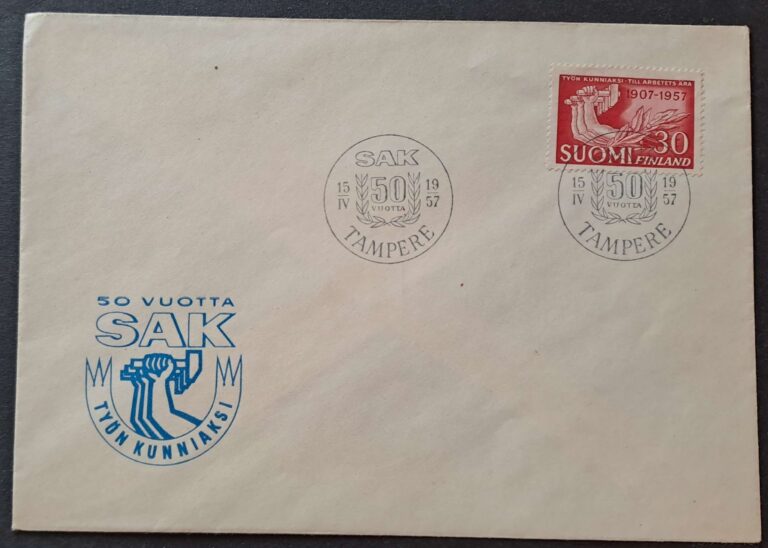 TYÖN KUNNIAKSI - TILL ARBETETS ÄRA
1907-1957
30
SUOMI FINLAND
SAK
15 IV 50 VUOTTA 19 57
TAMPERE
15 IV 50 VUOTTA 19 57
TAMPERE
50 VUOTTA
SAK
TYÖN KUNNIAKSI